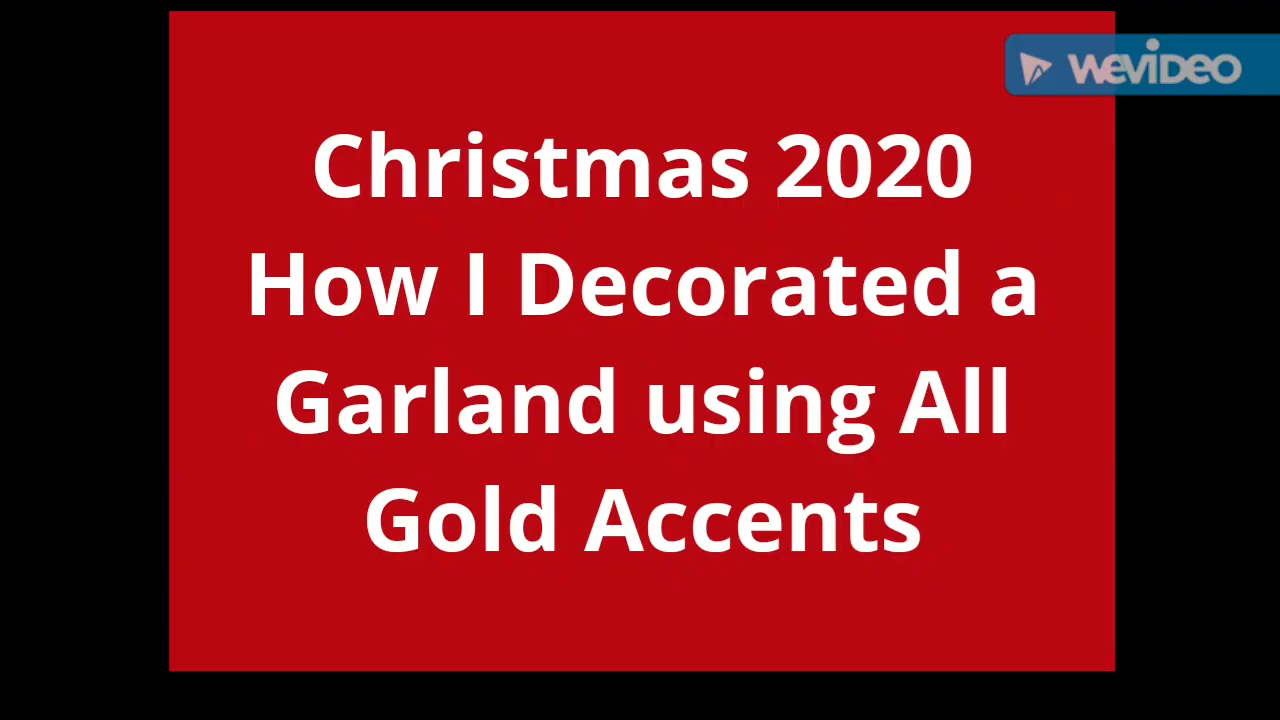 WEVIDEO
Christmas 2020
How I Decorated a
Garland using All
Gold Accents